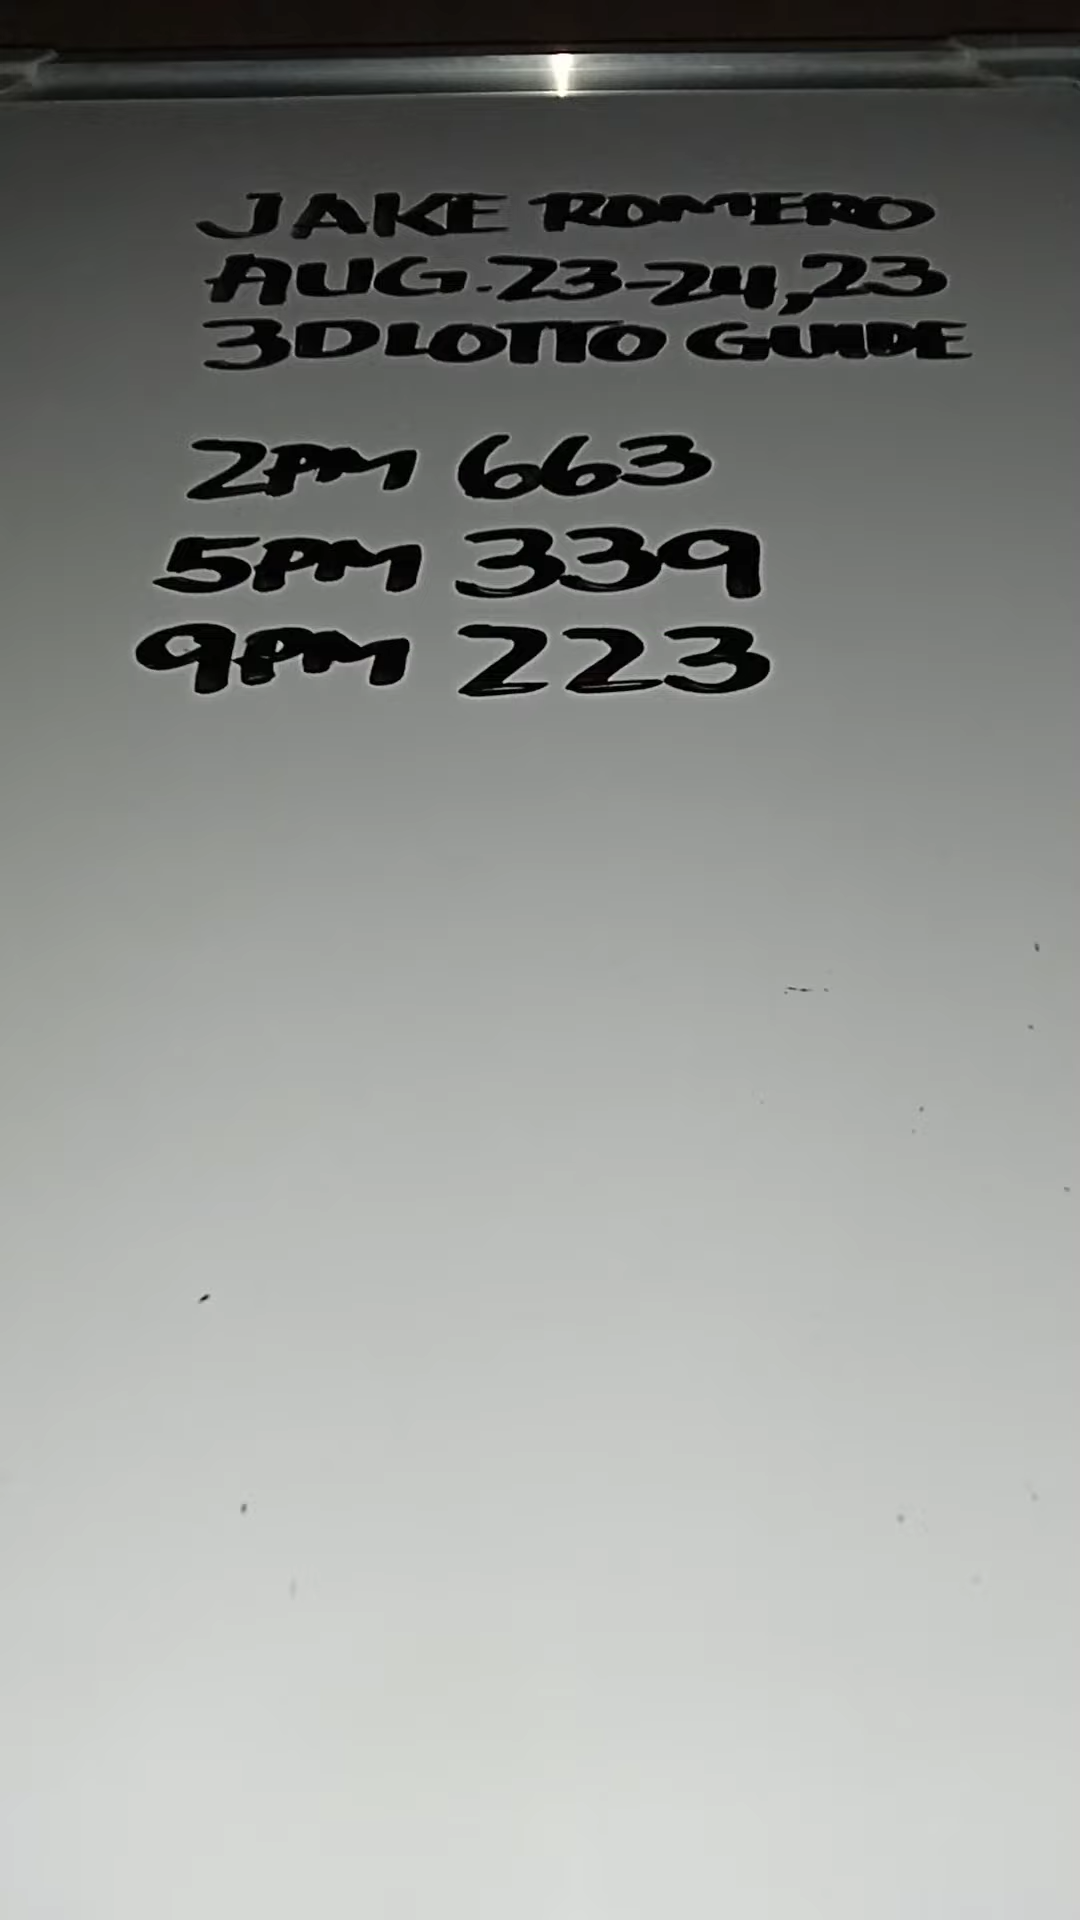 JAKE ROMERO
AUG.23-24,23
3D LOTTO GUIDE
2PM 663
5PM 339
9PM 223